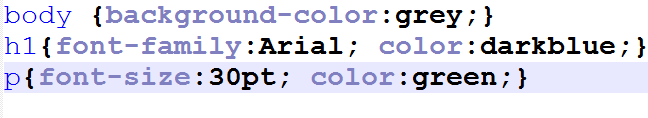 body {background-color:grey;}
h1{font-family:Arial; color:darkblue;}
p{font-size:30pt; color:green;}